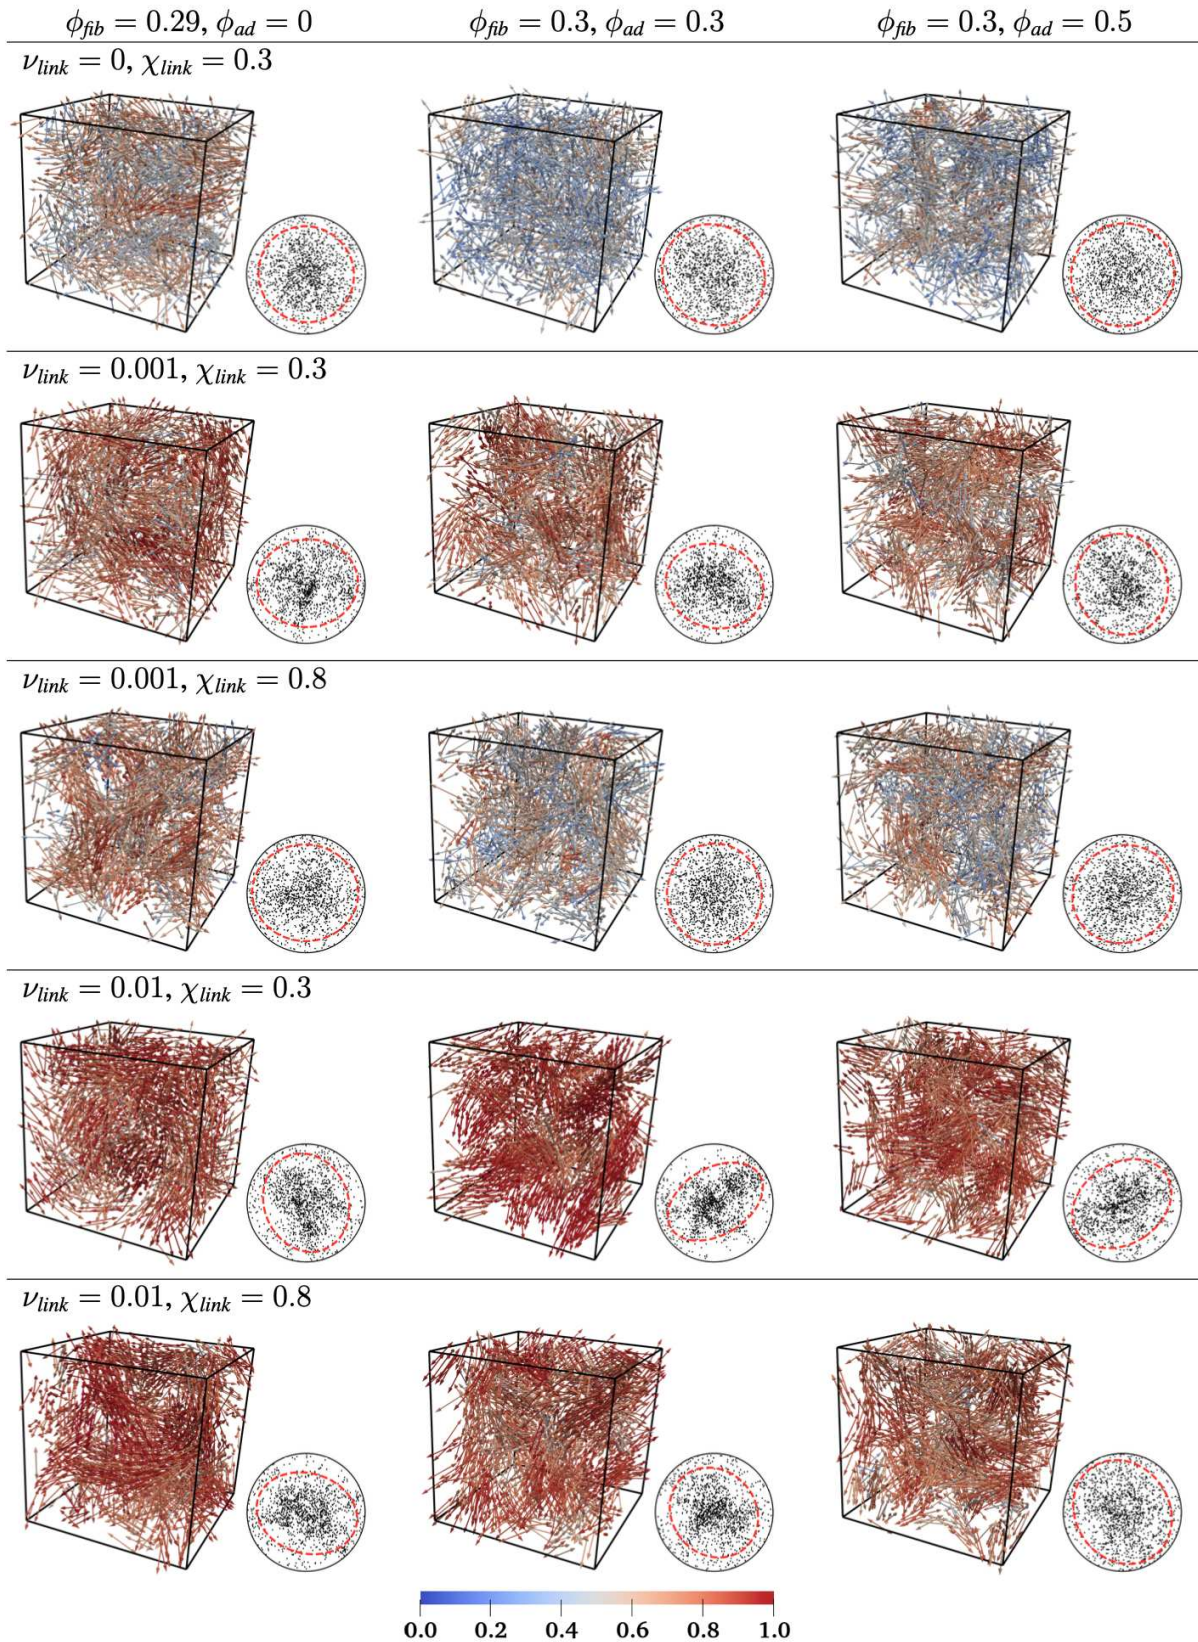 ϕ_fib = 0.29, ϕ_ad = 0 ϕ_fib = 0.3, ϕ_ad = 0.3 ϕ_fib = 0.3, ϕ_ad = 0.5
ν_link = 0, χ_link = 0.3
ν_link = 0.001, χ_link = 0.3
ν_link = 0.001, χ_link = 0.8
ν_link = 0.01, χ_link = 0.3
ν_link = 0.01, χ_link = 0.8
0.0 0.2 0.4 0.6 0.8 1.0